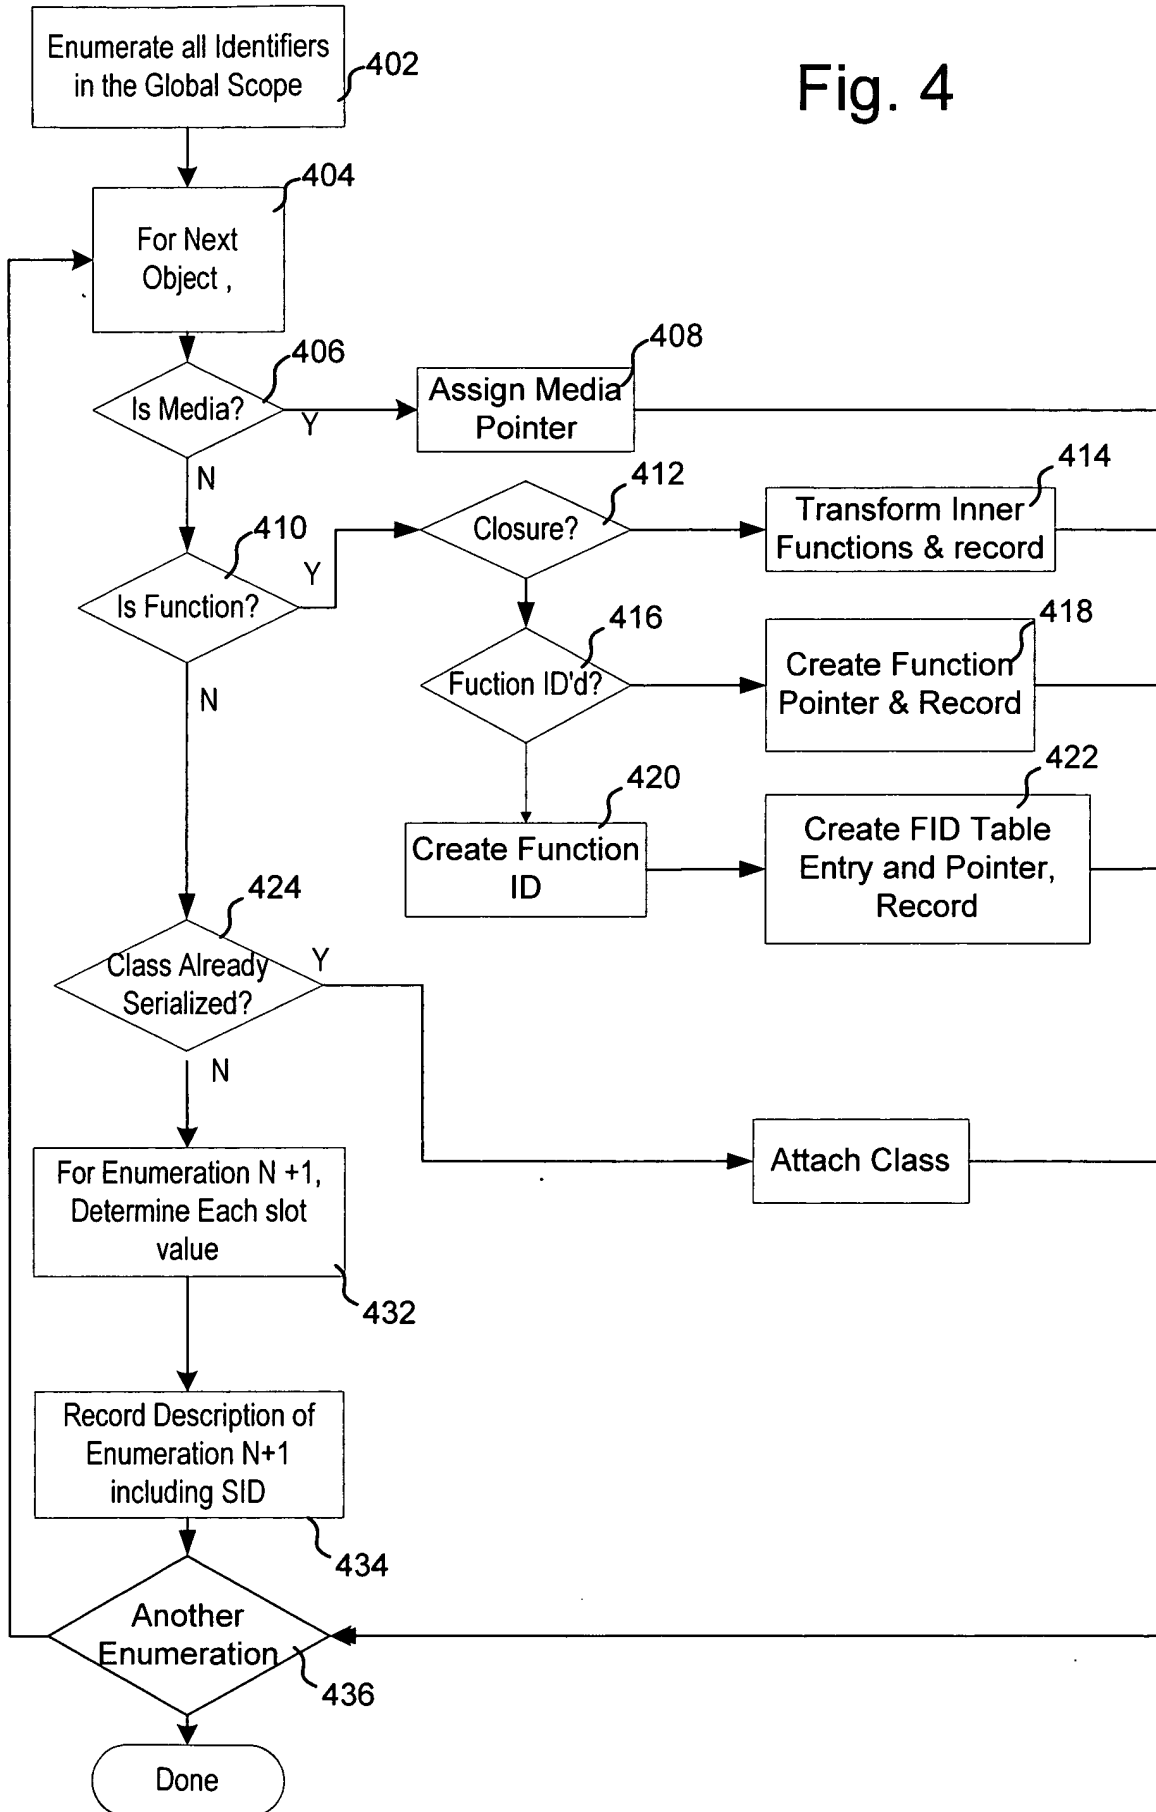 Enumerate all Identifiers
in the Global Scope
402
Fig. 4
404
For Next
Object ,
406
Is Media?
Y
408
Assign Media
Pointer
N
412
Closure?
414
Transform Inner
Functions & record
410
Is Function?
Y
416
Fuction ID'd?
418
Create Function
Pointer & Record
N
420
Create Function
ID
422
Create FID Table
Entry and Pointer,
Record
424
Class Already
Serialized?
Y
N
Attach Class
For Enumeration N +1,
Determine Each slot
value
432
Record Description of
Enumeration N+1
including SID
434
Another
Enumeration
436
Done